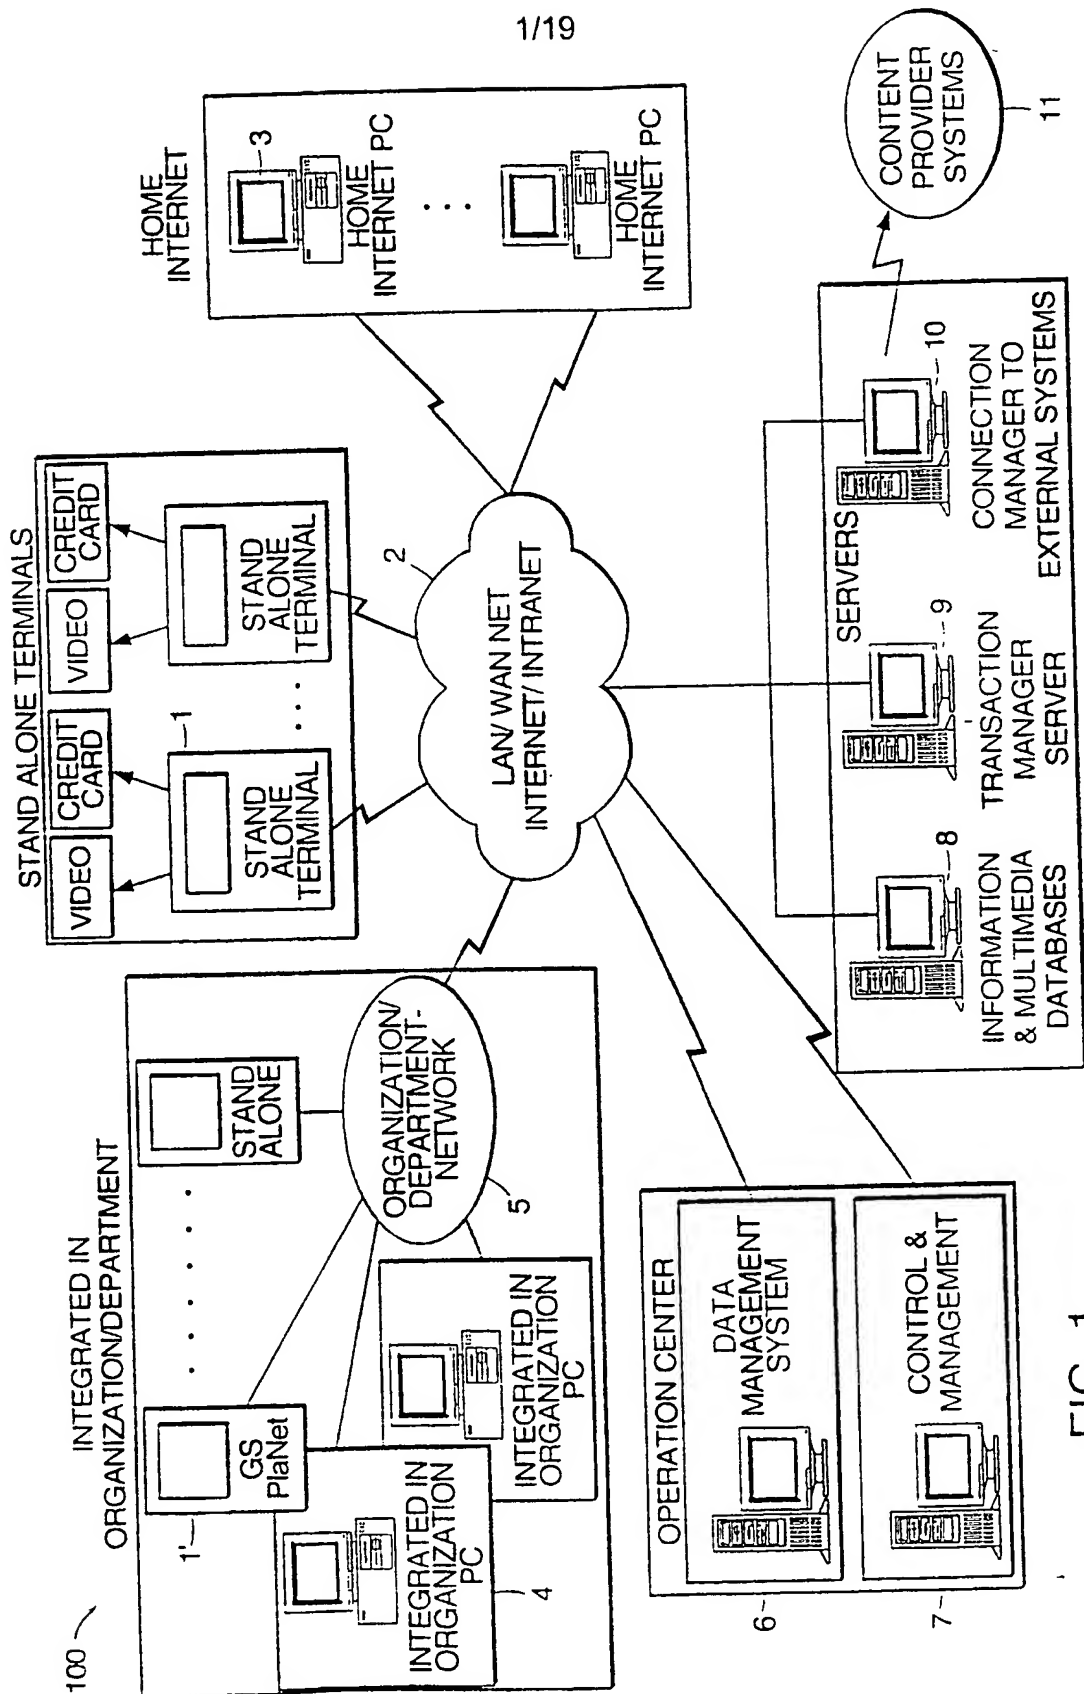 1/19
100
INTEGRATED IN
ORGANIZATION/DEPARTMENT
1'
GS
PlaNet
. . . . . . .
STAND
ALONE
INTEGRATED IN
ORGANIZATION
PC
4
INTEGRATED IN
ORGANIZATION
PC
ORGANIZATION/
DEPARTMENT-
NETWORK
5
STAND ALONE TERMINALS
VIDEO
CREDIT
CARD
VIDEO
CREDIT
CARD
1
STAND
ALONE
TERMINAL
. . .
STAND
ALONE
TERMINAL
HOME
INTERNET
3
HOME
INTERNET PC
. . .
HOME
INTERNET PC
2
LAN/WAN NET
INTERNET/INTRANET
OPERATION CENTER
DATA
MANAGEMENT
SYSTEM
6
CONTROL &
MANAGEMENT
7
SERVERS
8
INFORMATION
& MULTIMEDIA
DATABASES
9
TRANSACTION
MANAGER
SERVER
10
CONNECTION
MANAGER TO
EXTERNAL SYSTEMS
CONTENT
PROVIDER
SYSTEMS
11
FIG. 1